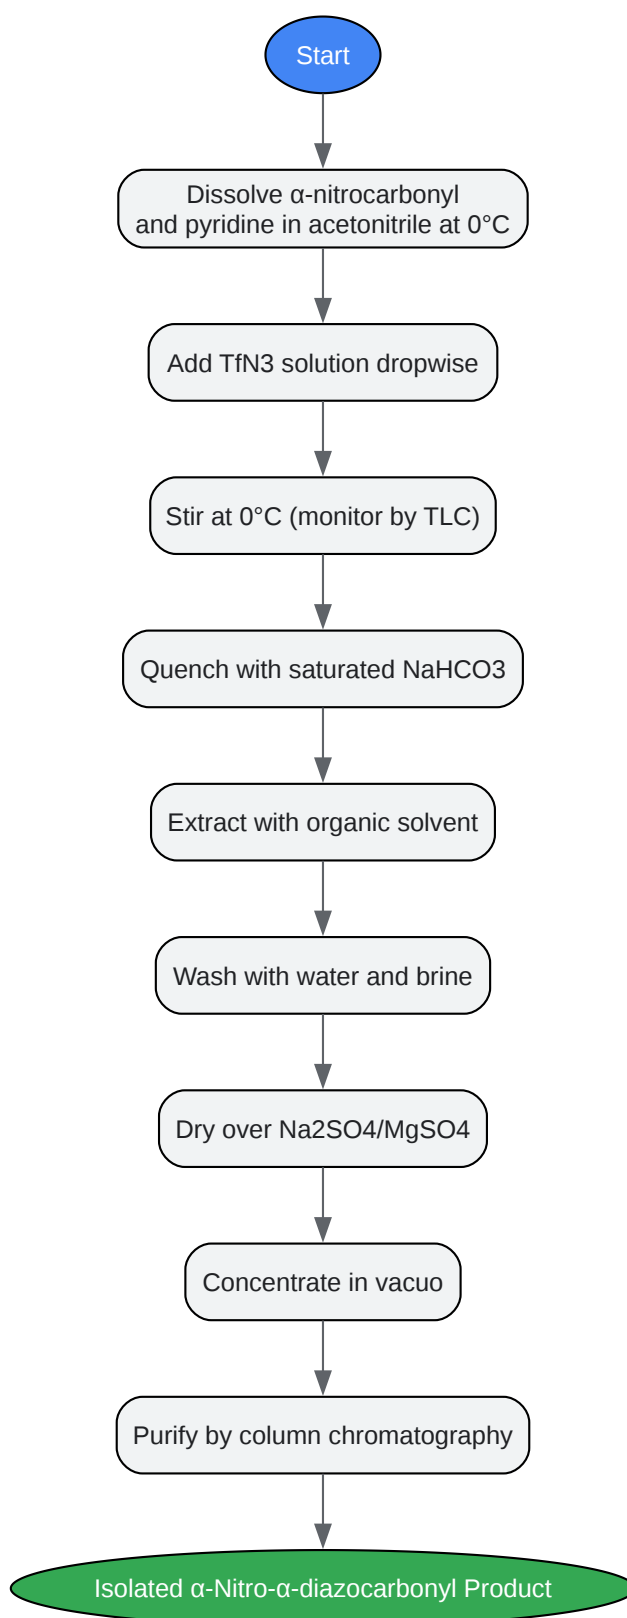 Start
Dissolve α-nitrocarbonyl
and pyridine in acetonitrile at 0°C
Add TfN3 solution dropwise
Stir at 0°C (monitor by TLC)
Quench with saturated NaHCO3
Extract with organic solvent
Wash with water and brine
Dry over Na2SO4/MgSO4
Concentrate in vacuo
Purify by column chromatography
Isolated α-Nitro-α-diazocarbonyl Product